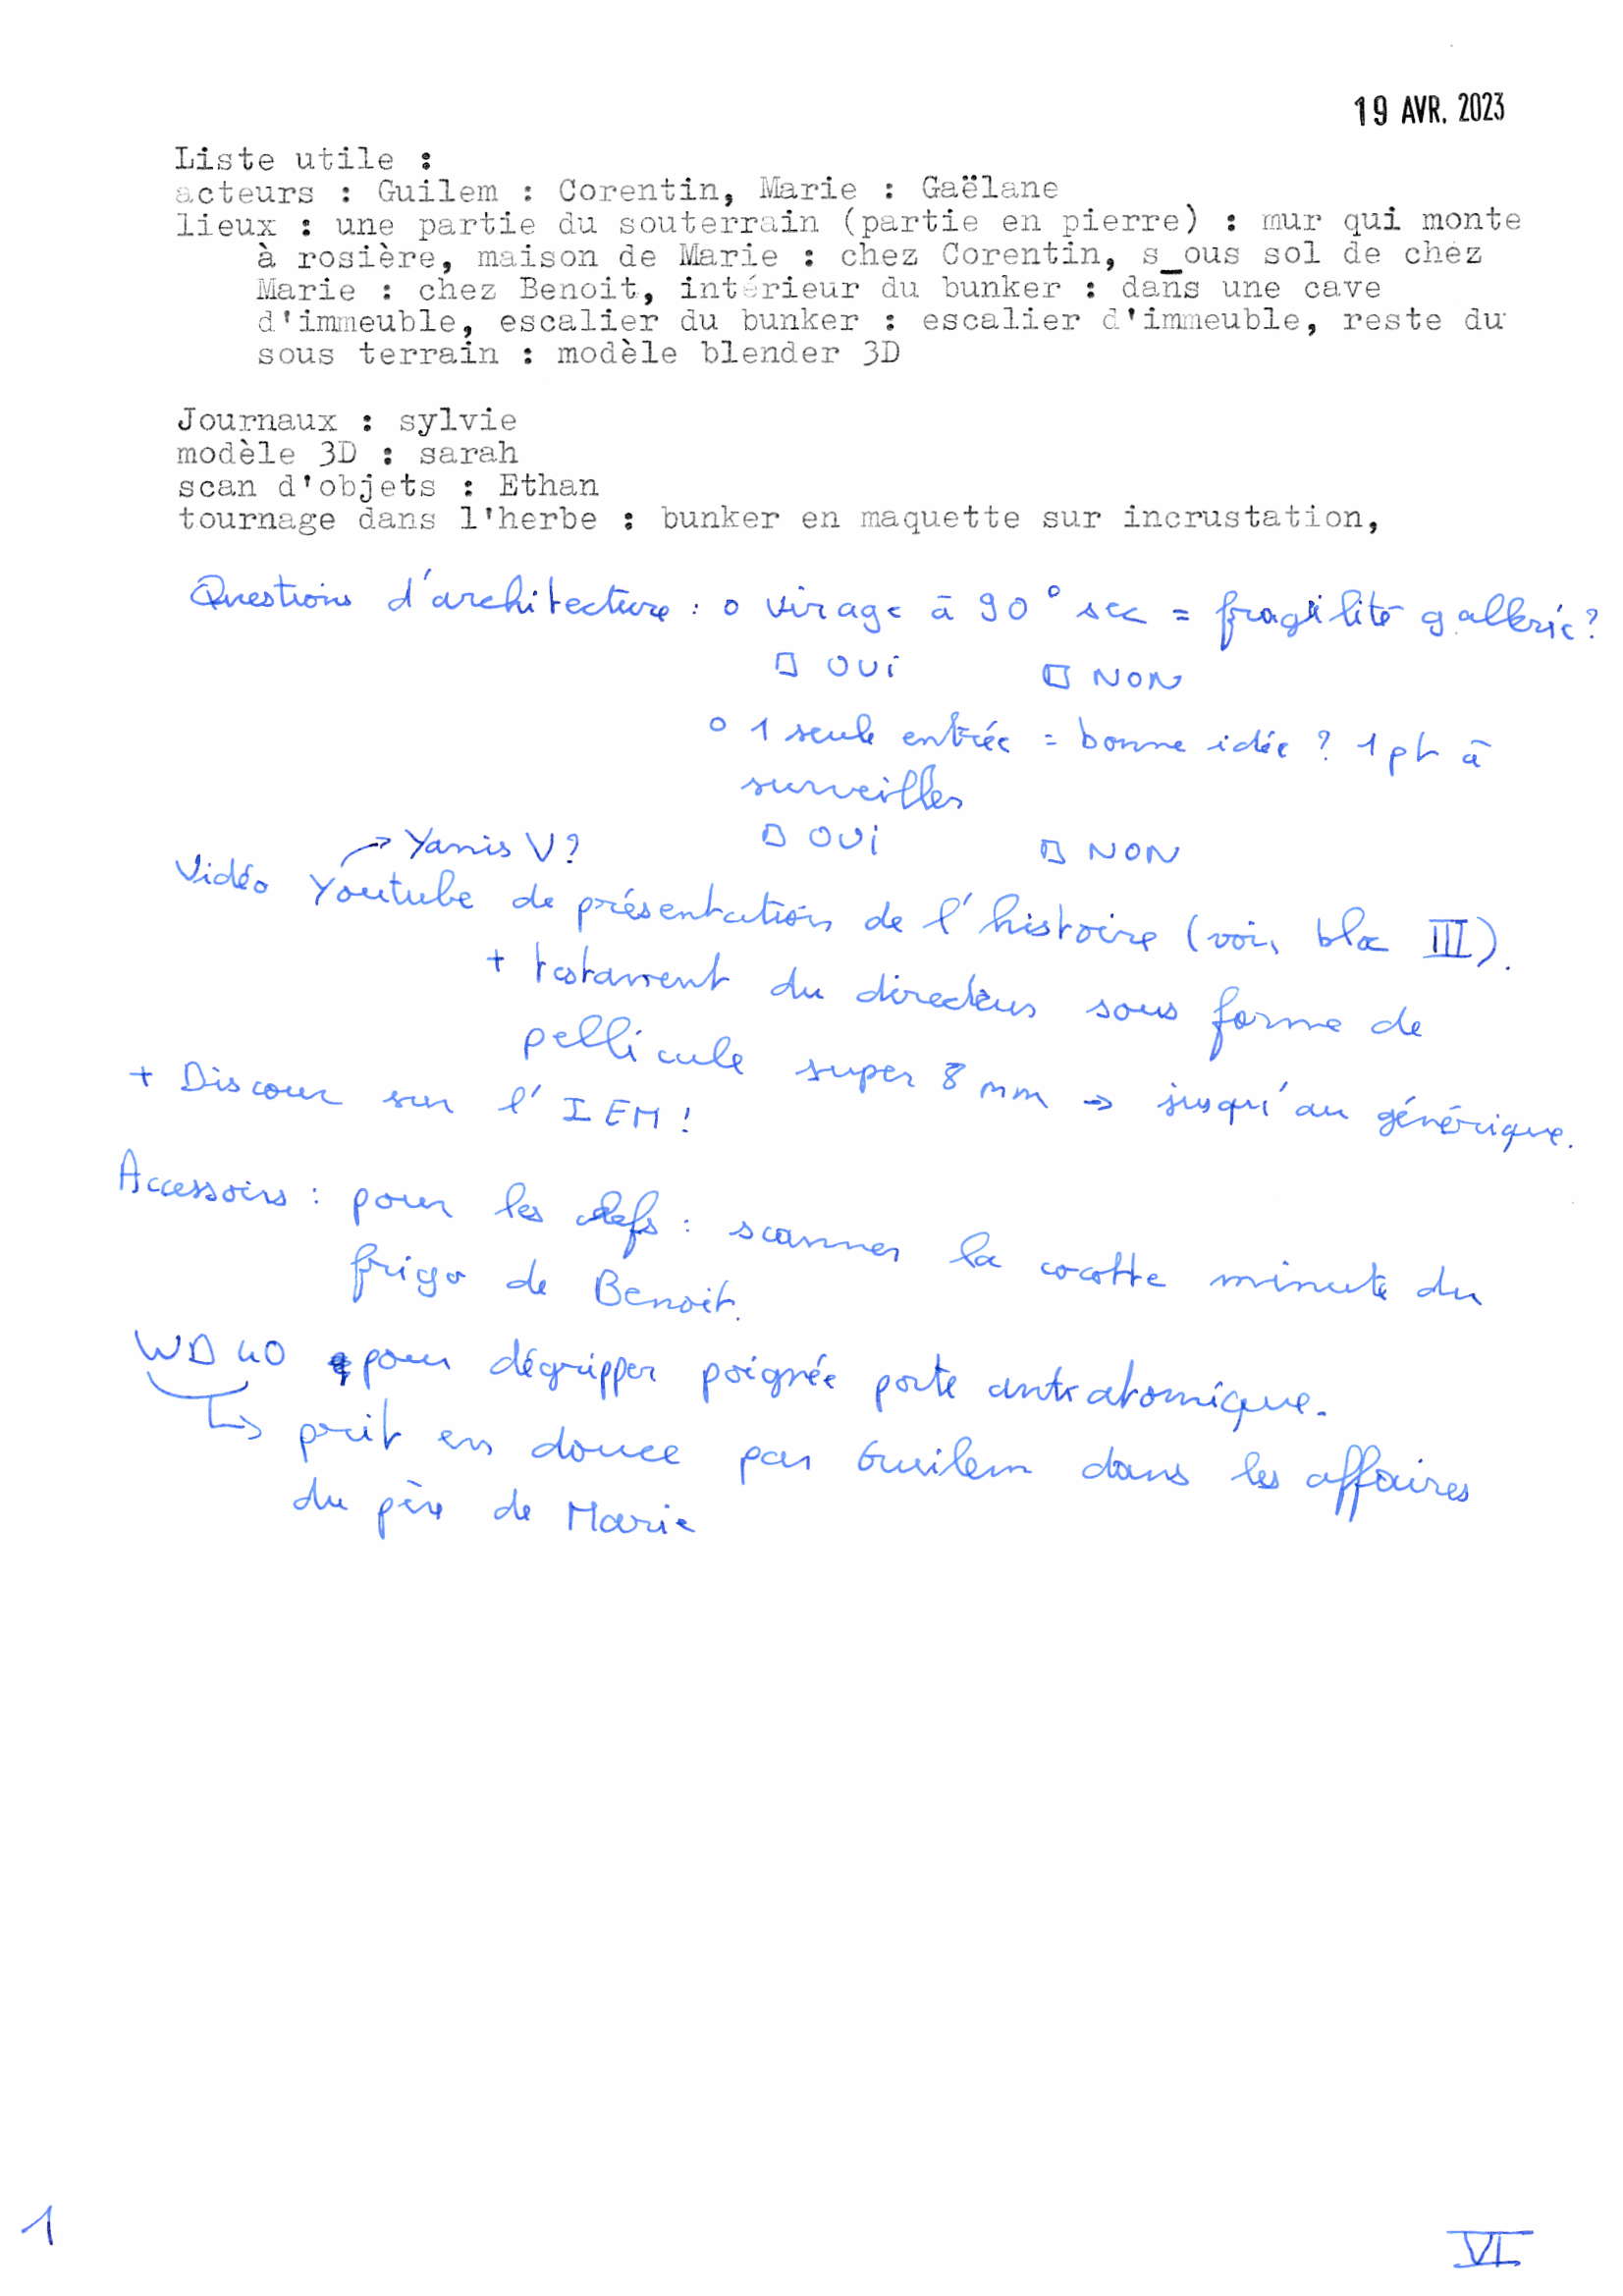 19 AVR. 2023
Liste utile :
acteurs : Guilem : Corentin, Marie : Gaëlane
lieux : une partie du souterrain (partie en pierre) : mur qui monte
à rosière, maison de Marie : chez Corentin, s_ous sol de chez
Marie : chez Benoit, intérieur du bunker : dans une cave
d'immeuble, escalier du bunker : escalier d'immeuble, reste du
sous terrain : modèle blender 3D
Journaux : sylvie
modèle 3D : sarah
scan d'objets : Ethan
tournage dans l'herbe : bunker en maquette sur incrustation,
Questions d'architecture : o virage à 90° sec = fragilité gallerie ?
□ OUi □ NON
o 1 seule entrée = bonne idée ? 1 pt à
surveiller
□ OUi □ NON
→ Yanis V ?
Vidéo Youtube de présentation de l'histoire (voir bloc III).
+ testament du directeur sous forme de
pellicule super 8 mm → jusqu'au générique.
+ Discour sur l'IEM !
Accessoirs : pour les clefs : scanner la cocotte minute du
frigo de Benoit.
WD 40 pour dégripper poignée porte antiatomique.
↳ prit en douce par Guilem dans les affaires
du père de Marie
1
VI